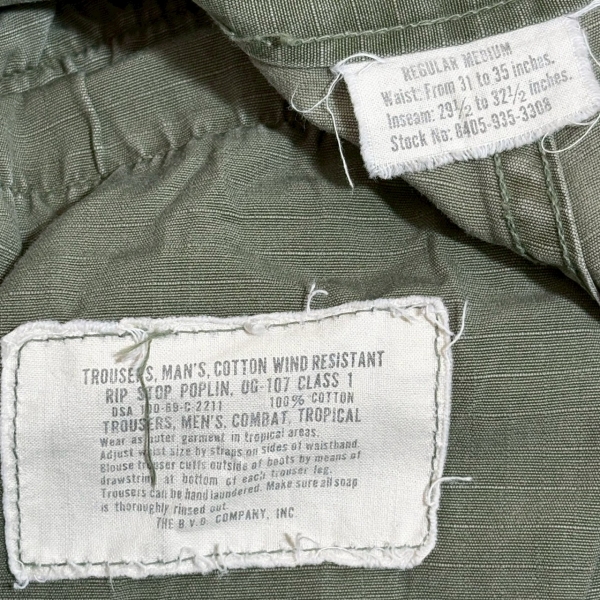 REGULAR MEDIUM
Waist: From 31 to 35 inches.
Inseam: 29½ to 32½ inches.
Stock No: 8405-935-3308
TROUSERS, MAN'S, COTTON WIND RESISTANT
RIP STOP POPLIN, OG-107 CLASS 1
DSA 100-69-C-2211 100% COTTON
TROUSERS, MEN'S, COMBAT, TROPICAL
Wear as outer garment in tropical areas.
Adjust waist size by straps on sides of waistband.
Blouse trouser cuffs outside of boots by means of
drawstring at bottom of each trouser leg.
Trousers can be hand laundered. Make sure all soap
is thoroughly rinsed out.
THE B.V.D. COMPANY, INC.